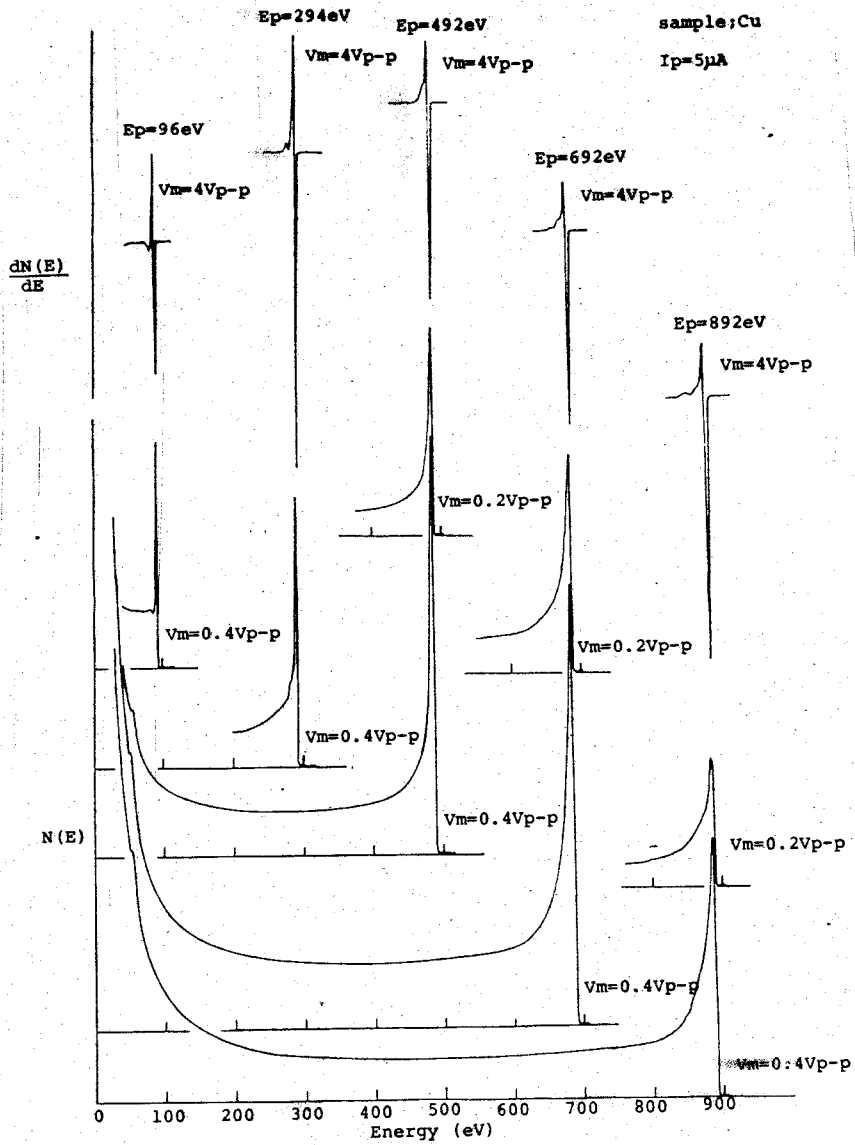 Ep=294eV
Ep=492eV
sample;Cu
Vm=4Vp-p
Vm=4Vp-p
Ip=5μA
Ep=96eV
Ep=692eV
Vm=4Vp-p
Vm=4Vp-p
dN(E)
dE
Ep=892eV
Vm=4Vp-p
Vm=0.2Vp-p
Vm=0.4Vp-p
Vm=0.2Vp-p
Vm=0.4Vp-p
Vm=0.4Vp-p
N(E)
Vm=0.2Vp-p
Vm=0.4Vp-p
Vm=0.4Vp-p
0 100 200 300 400 500 600 700 800 900
Energy (eV)